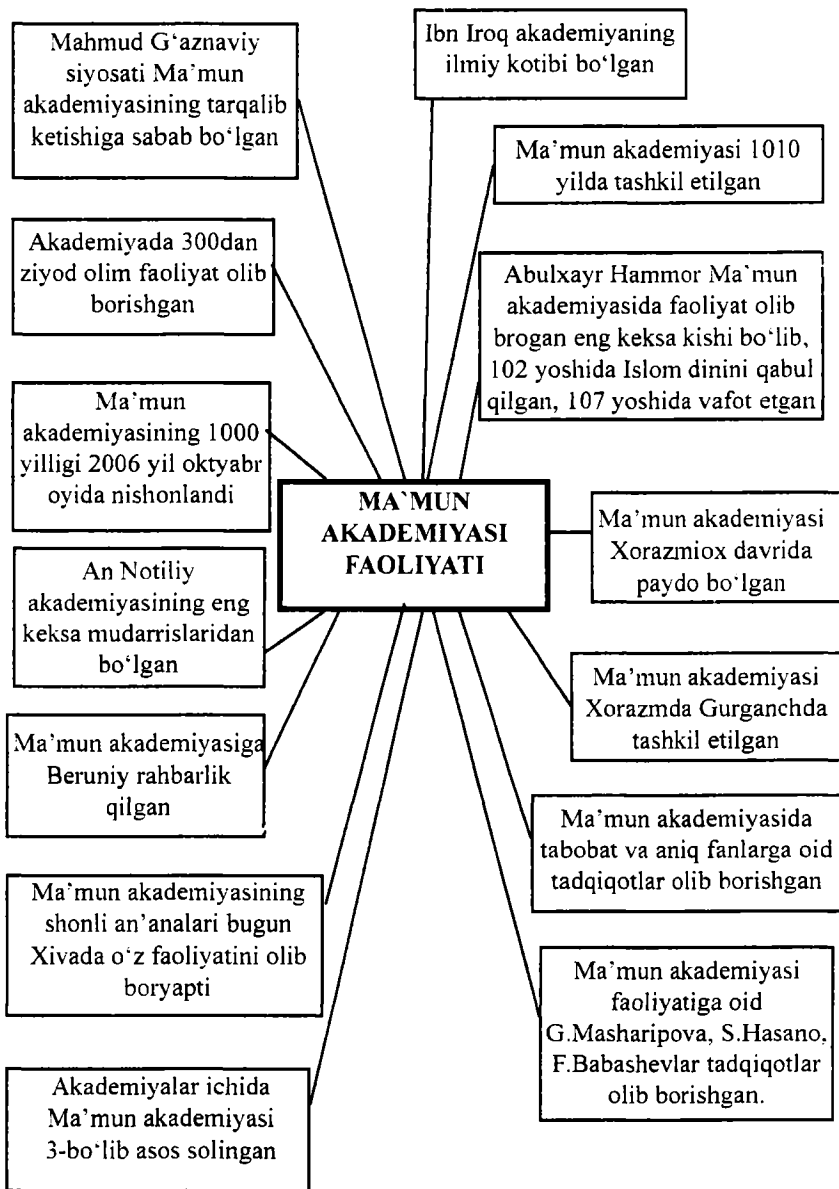 Mahmud G‘aznaviy
siyosati Ma’mun
akademiyasining tarqalib
ketishiga sabab bo‘lgan
Ibn Iroq akademiyaning
ilmiy kotibi bo‘lgan
Ma’mun akademiyasi 1010
yilda tashkil etilgan
Akademiyada 300dan
ziyod olim faoliyat olib
borishgan
Abulxayr Hammor Ma`mun
akademiyasida faoliyat olib
brogan eng keksa kishi bo‘lib,
102 yoshida Islom dinini qabul
qilgan, 107 yoshida vafot etgan
Ma’mun
akademiyasining 1000
yilligi 2006 yil oktyabr
oyida nishonlandi
MA`MUN
AKADEMIYASI
FAOLIYATI
Ma’mun akademiyasi
Xorazmiox davrida
paydo bo‘lgan
An Notiliy
akademiyasining eng
keksa mudarrislaridan
bo‘lgan
Ma’mun akademiyasi
Xorazmda Gurganchda
tashkil etilgan
Ma’mun akademiyasiga
Beruniy rahbarlik
qilgan
Ma’mun akademiyasida
tabobat va aniq fanlarga oid
tadqiqotlar olib borishgan
Ma’mun akademiyasining
shonli an’analari bugun
Xivada o‘z faoliyatini olib
boryapti
Ma’mun akademiyasi
faoliyatiga oid
G.Masharipova, S.Hasano,
F.Babashevlar tadqiqotlar
olib borishgan.
Akademiyalar ichida
Ma’mun akademiyasi
3-bo‘lib asos solingan